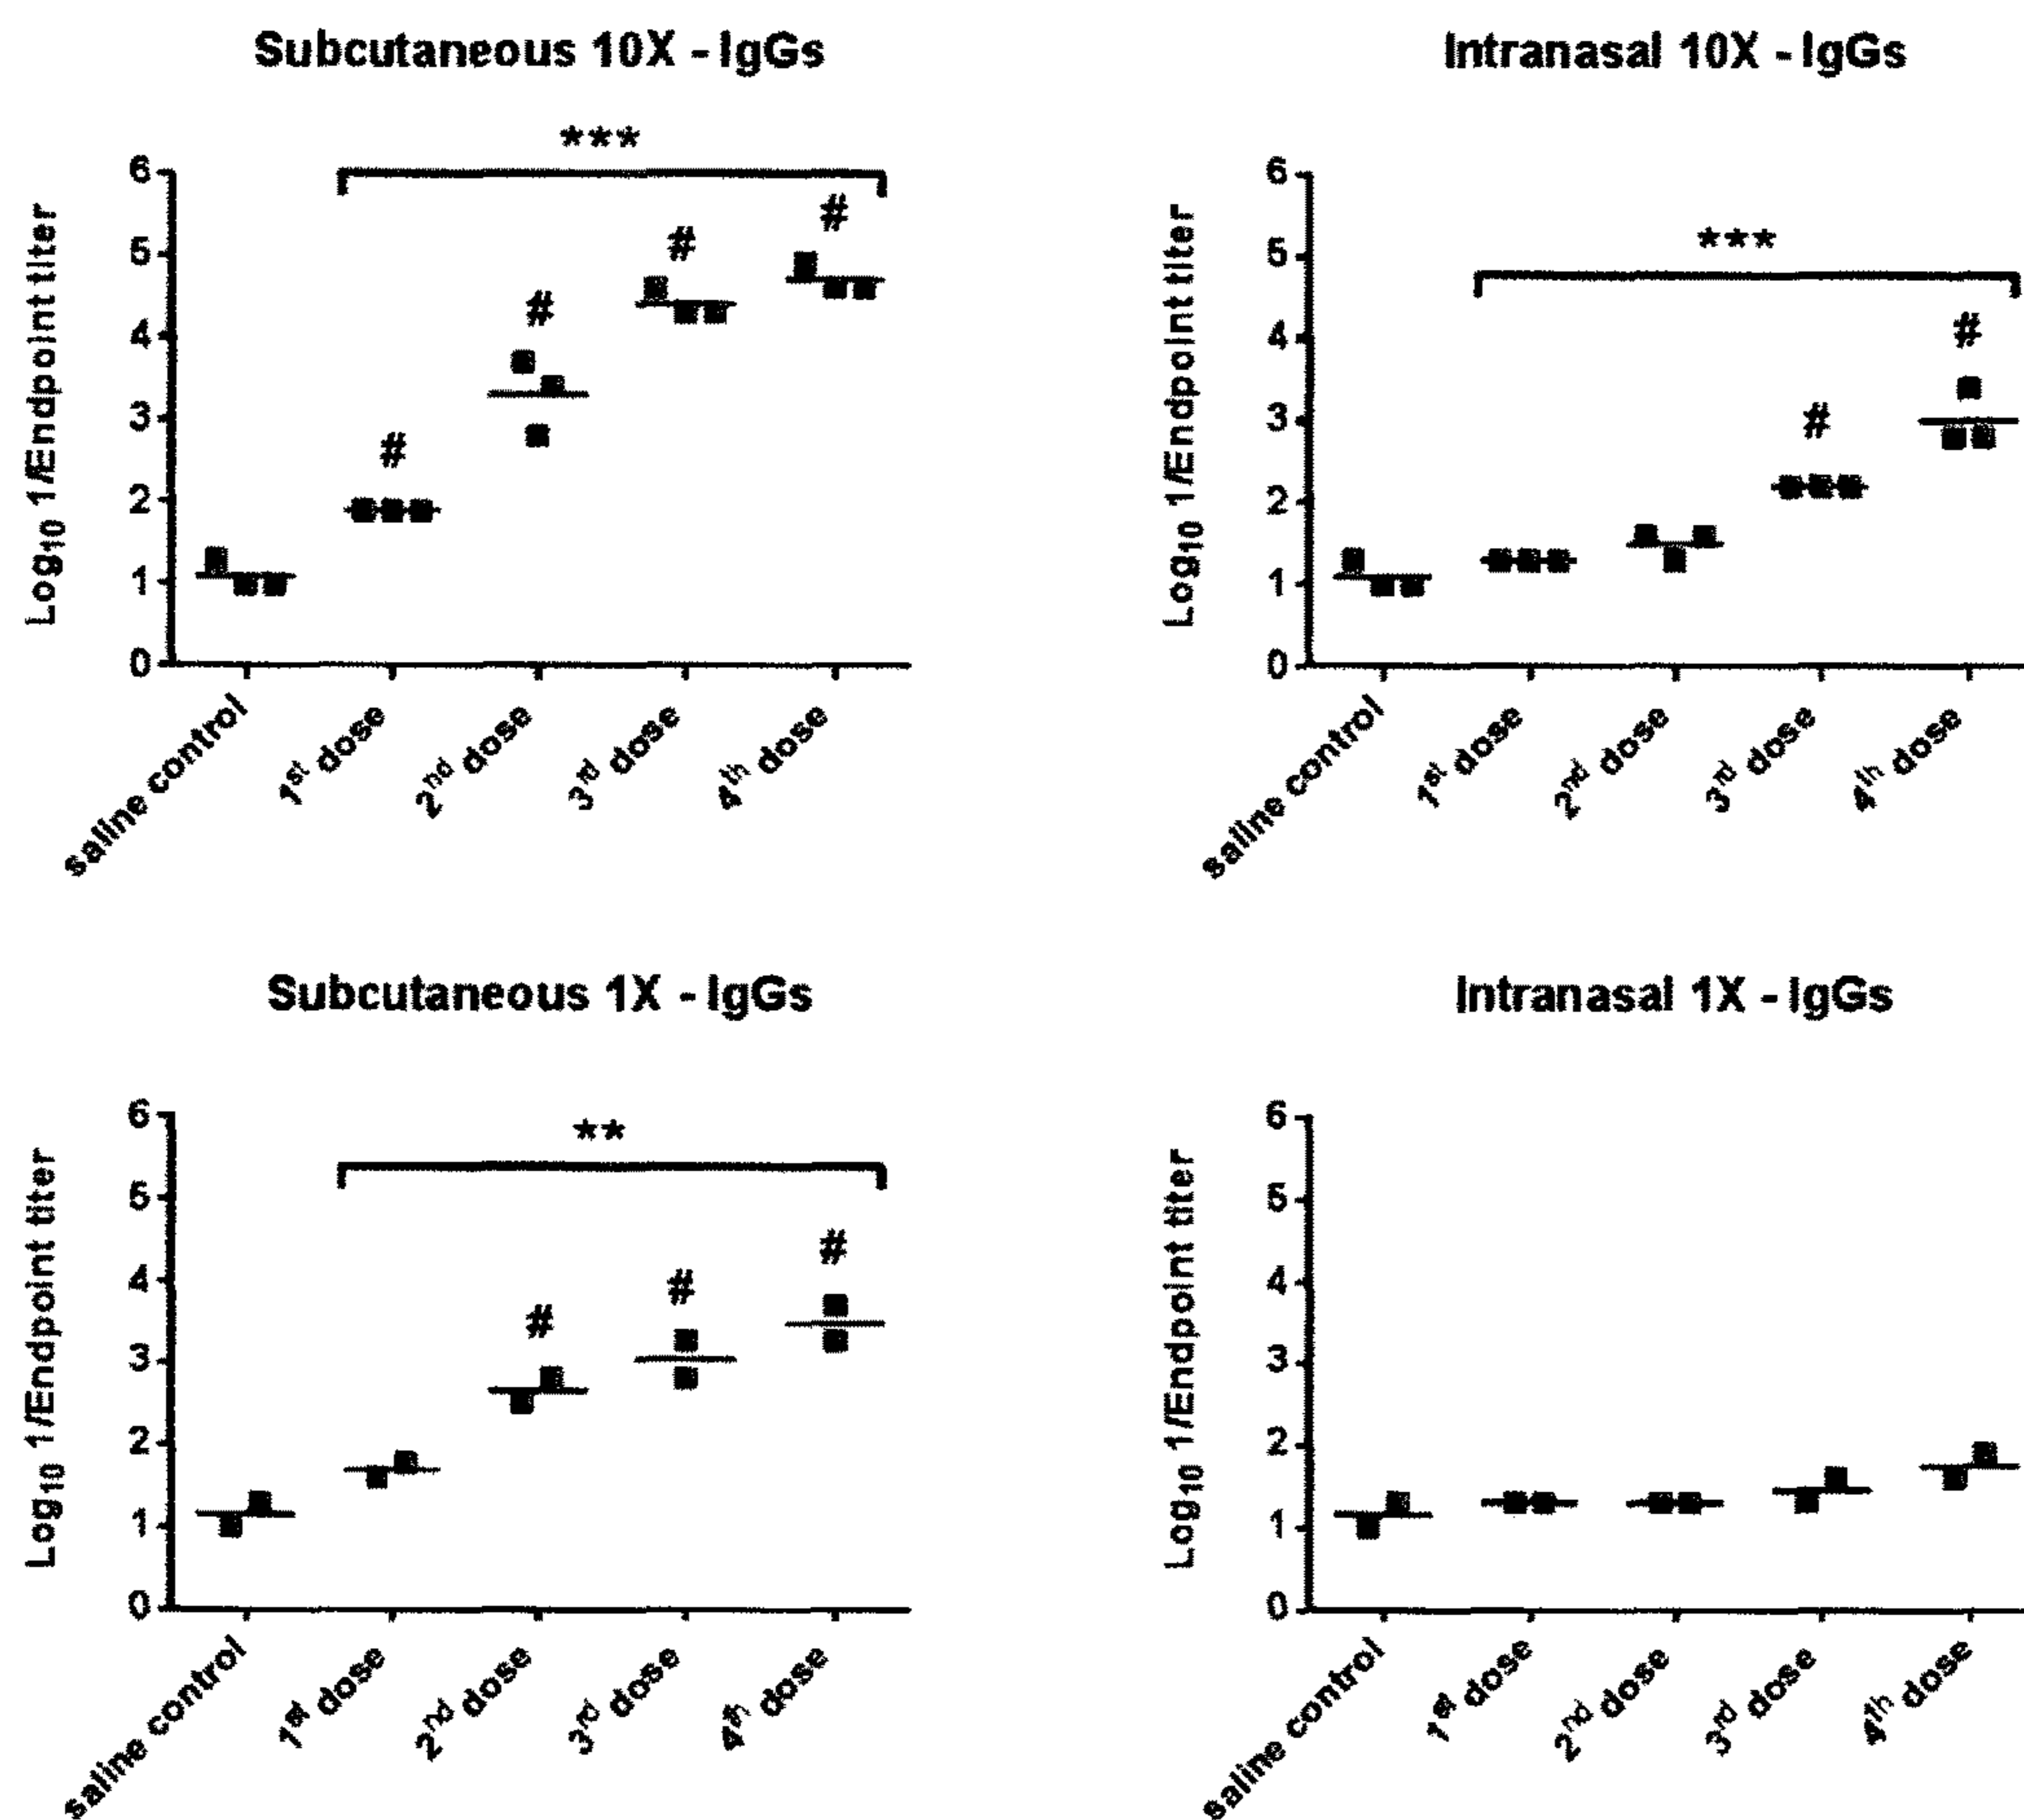 Subcutaneous 10X - IgGs
Log10 1/Endpoint titer
***
6
5
4
3
2
1
0
#
#
#
#
saline control
1st dose
2nd dose
3rd dose
4th dose
Intranasal 10X - IgGs
Log10 1/Endpoint titer
***
6
5
4
3
2
1
0
#
#
saline control
1st dose
2nd dose
3rd dose
4th dose
Subcutaneous 1X - IgGs
Log10 1/Endpoint titer
**
6
5
4
3
2
1
0
#
#
#
saline control
1st dose
2nd dose
3rd dose
4th dose
Intranasal 1X - IgGs
Log10 1/Endpoint titer
6
5
4
3
2
1
0
saline control
1st dose
2nd dose
3rd dose
4th dose